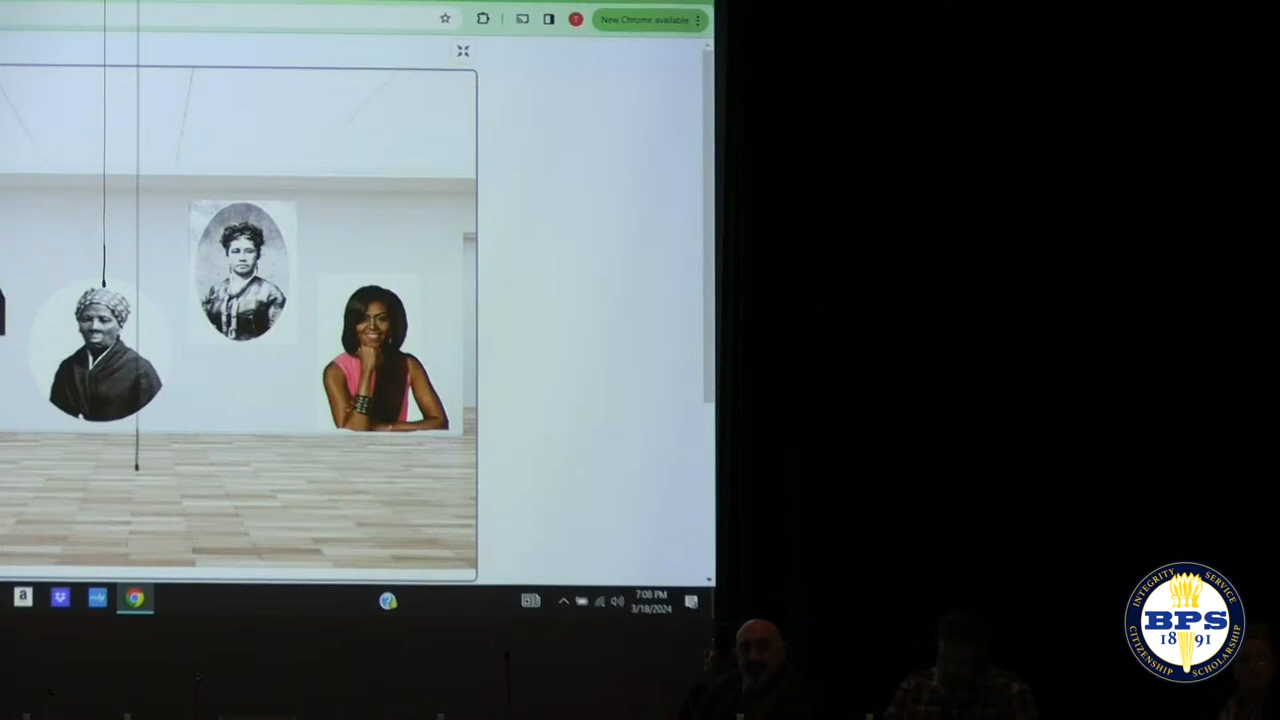 New Chrome available
T
a
7:08 PM
3/18/2024
INTEGRITY
SERVICE
BPS
18 91
CITIZENSHIP
SCHOLARSHIP